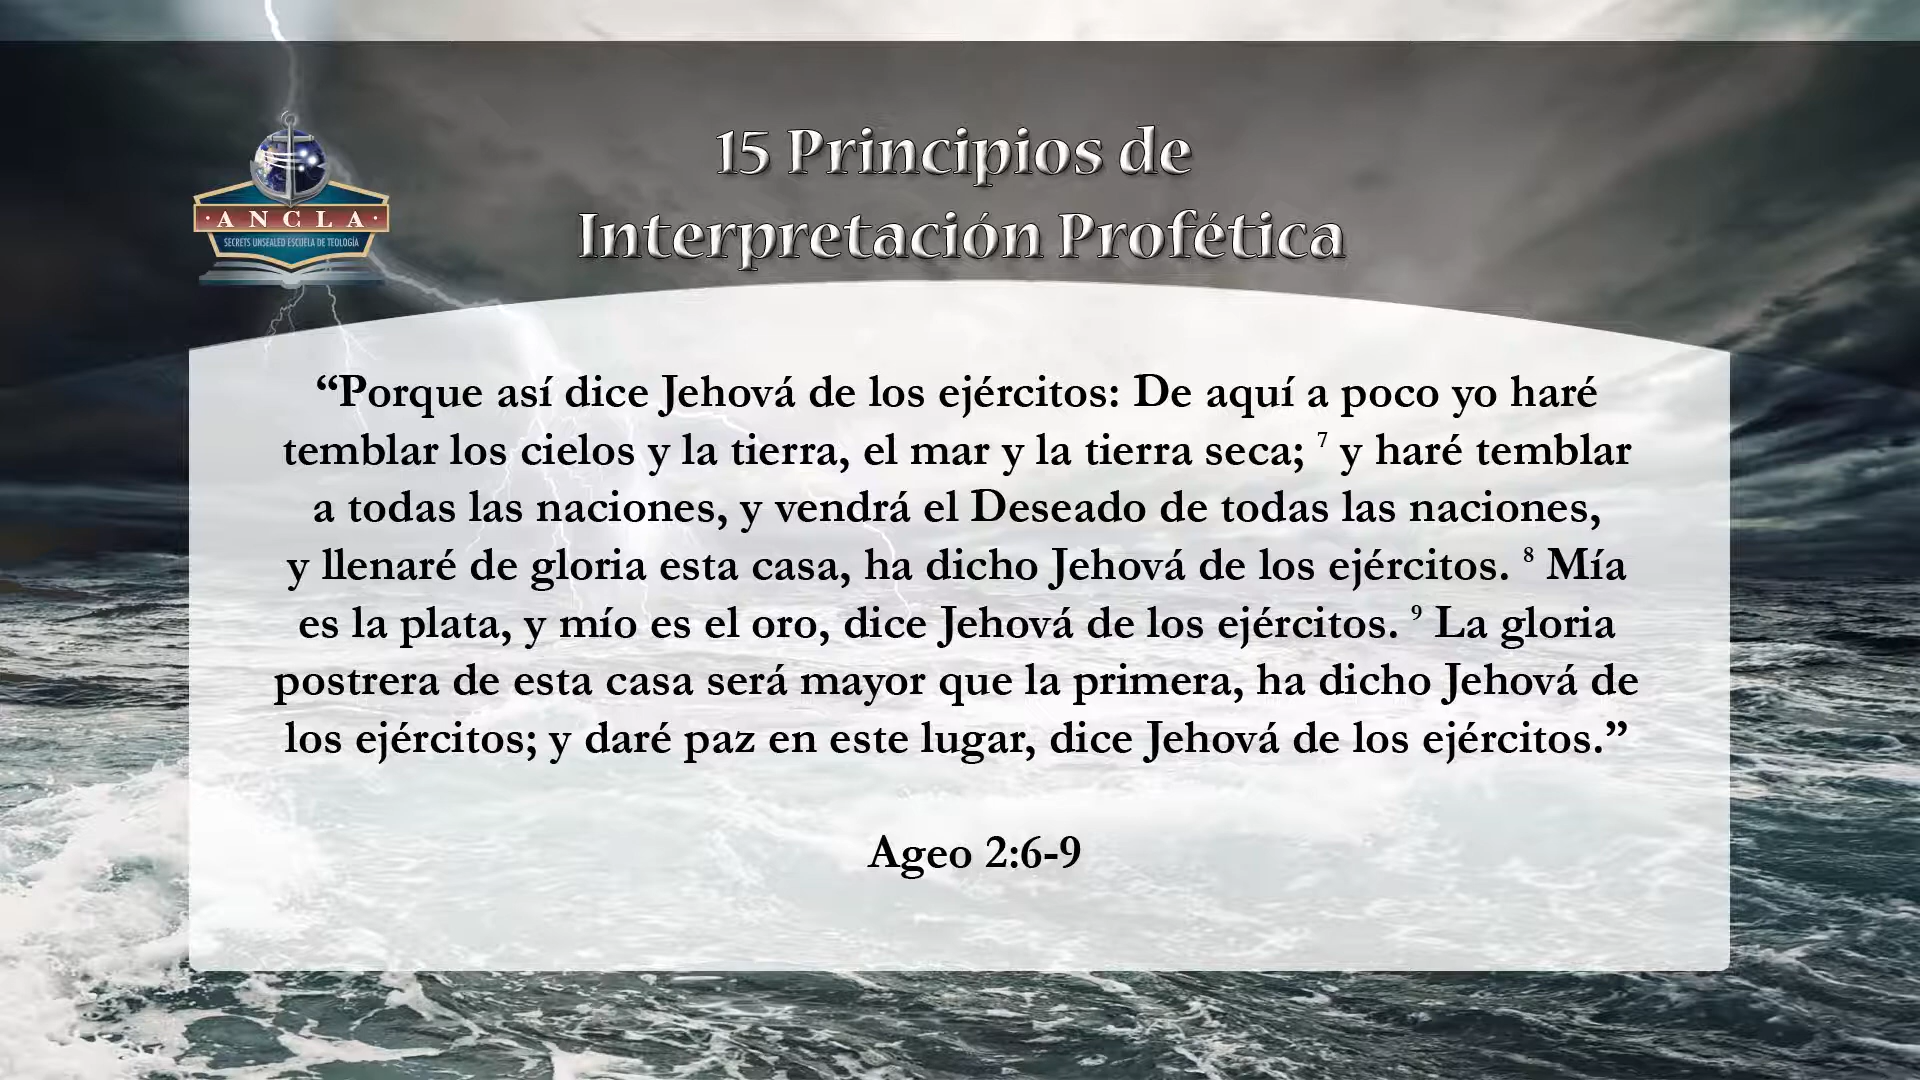 15 Principios de
Interpretación Profética
·ANCLA·
SECRETS UNSEALED ESCUELA DE TEOLOGÍA
“Porque así dice Jehová de los ejércitos: De aquí a poco yo haré
temblar los cielos y la tierra, el mar y la tierra seca; ⁷ y haré temblar
a todas las naciones, y vendrá el Deseado de todas las naciones,
y llenaré de gloria esta casa, ha dicho Jehová de los ejércitos. ⁸ Mía
es la plata, y mío es el oro, dice Jehová de los ejércitos. ⁹ La gloria
postrera de esta casa será mayor que la primera, ha dicho Jehová de
los ejércitos; y daré paz en este lugar, dice Jehová de los ejércitos.”
Ageo 2:6-9